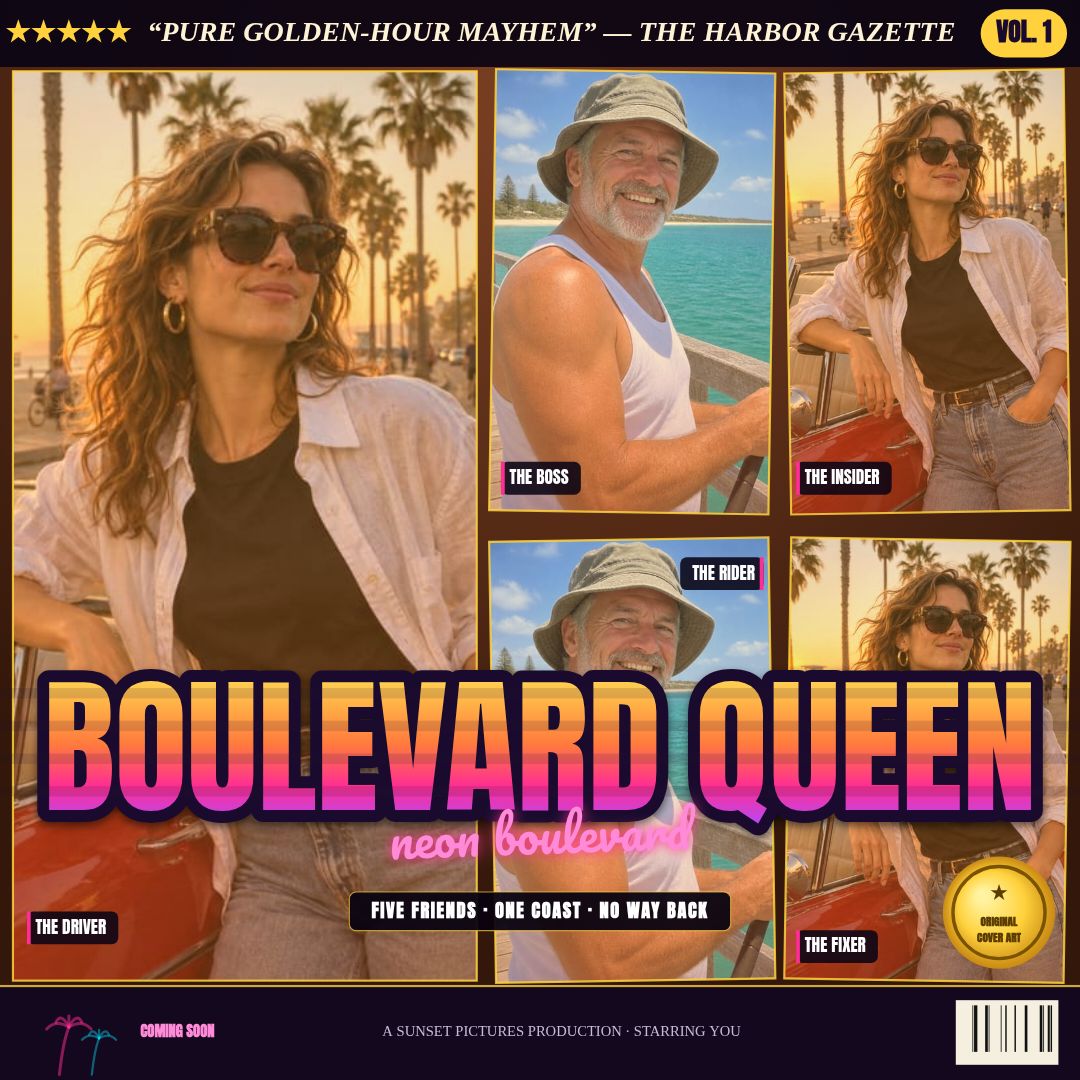 ★★★★★ “PURE GOLDEN-HOUR MAYHEM” — THE HARBOR GAZETTE
VOL. 1
THE BOSS
THE INSIDER
THE RIDER
BOULEVARD QUEEN
neon boulevard
FIVE FRIENDS · ONE COAST · NO WAY BACK
THE DRIVER
THE FIXER
★
ORIGINAL
COVER ART
COMING SOON
A SUNSET PICTURES PRODUCTION · STARRING YOU